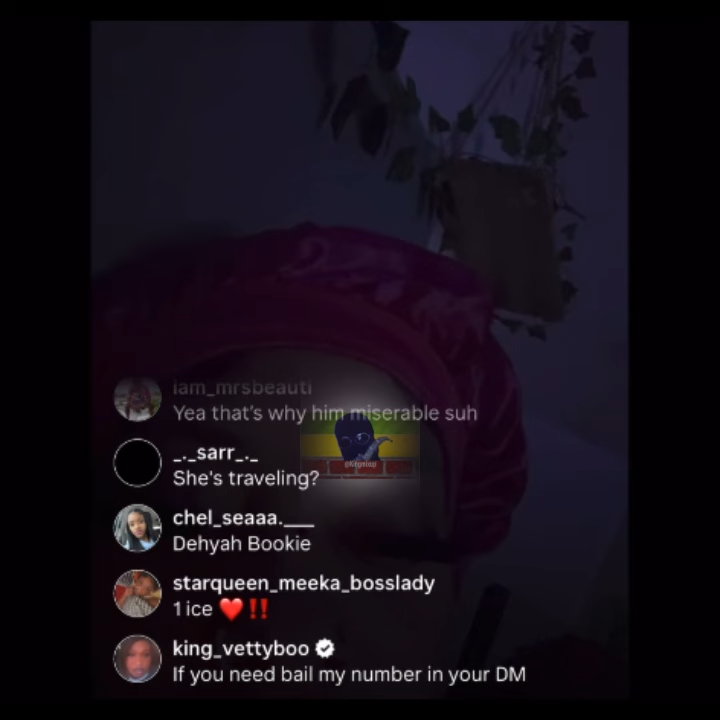 iam_mrsbeauti
Yea that's why him miserable suh
_._sarr_._
She's traveling?
chel_seaaa.___
Dehyah Bookie
starqueen_meeka_bosslady
1 ice ❤️ ‼️
king_vettyboo
If you need bail my number in your DM